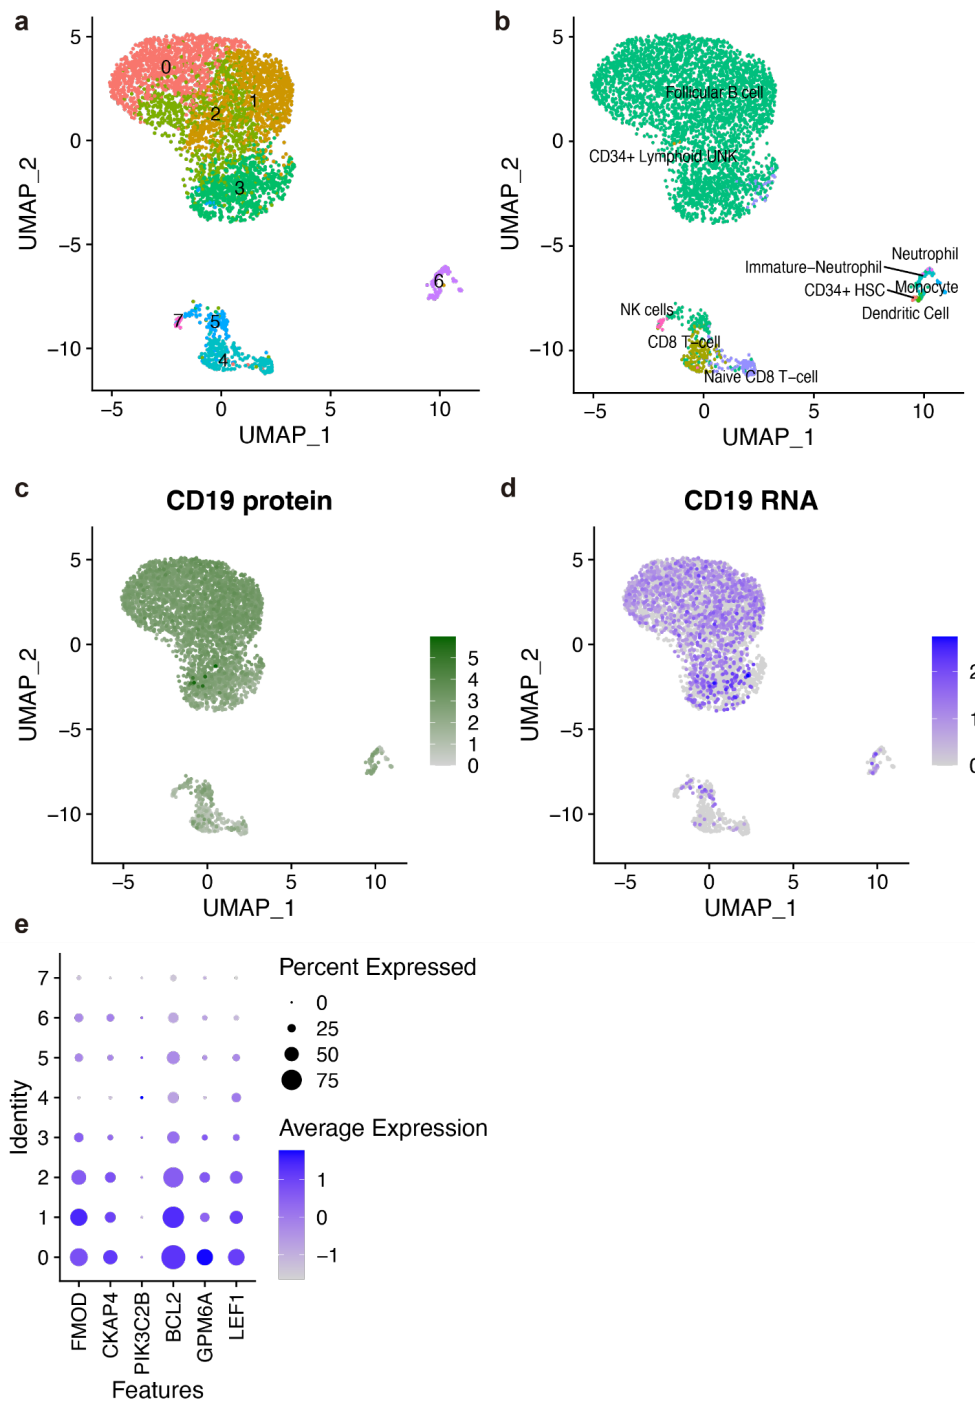 a
5
0
−5
−10
UMAP_2
0
1
2
3
4
5
6
7
−5
0
5
10
UMAP_1
b
5
0
−5
−10
UMAP_2
Follicular B cell
CD34+ Lymphoid UNK
Neutrophil
Immature−Neutrophil
Monocyte
CD34+ HSC
Dendritic Cell
NK cells
CD8 T−cell
Naive CD8 T−cell
−5
0
5
10
UMAP_1
c
CD19 protein
5
0
−5
−10
UMAP_2
−5
0
5
10
UMAP_1
5
4
3
2
1
0
d
CD19 RNA
5
0
−5
−10
UMAP_2
−5
0
5
10
UMAP_1
2
1
0
e
7
6
5
4
3
2
1
0
Identity
FMOD
CKAP4
PIK3C2B
BCL2
GPM6A
LEF1
Features
Percent Expressed
0
25
50
75
Average Expression
1
0
−1